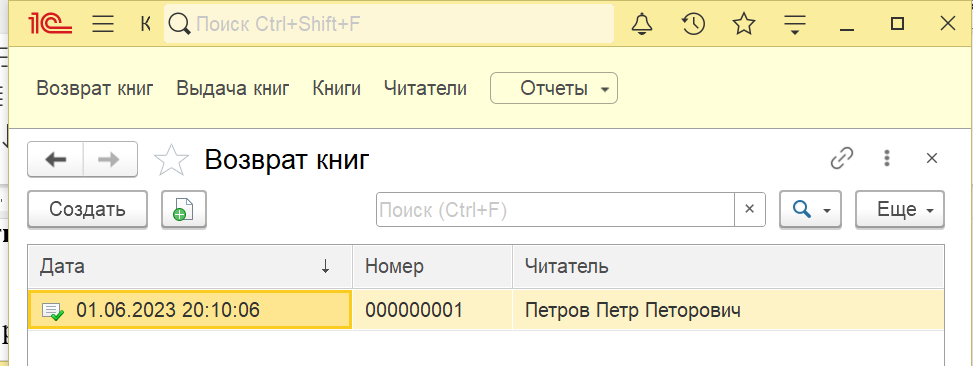 1С К Поиск Ctrl+Shift+F
Возврат книг Выдача книг Книги Читатели Отчеты
Возврат книг
Создать Поиск (Ctrl+F) × Еще
Дата ↓ Номер Читатель
01.06.2023 20:10:06 000000001 Петров Петр Петорович